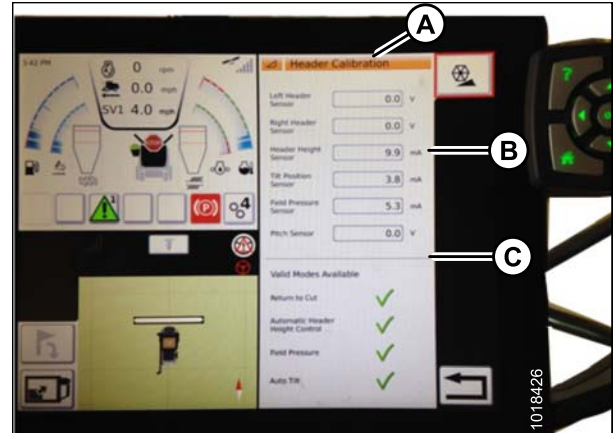 A
5:42 PM
0 rpm
0.0 mph
SV1 4.0 mph
STOP
1
(P)
4
Header Calibration
Left Header Sensor 0.0 V
Right Header Sensor 0.0 V
Header Height Sensor 9.9 mA
Tilt Position Sensor 3.8 mA
Field Pressure Sensor 5.3 mA
Pitch Sensor 0.0 V
B
C
Valid Modes Available
Return to Cut
Automatic Header Height Control
Field Pressure
Auto Tilt
?
1018426